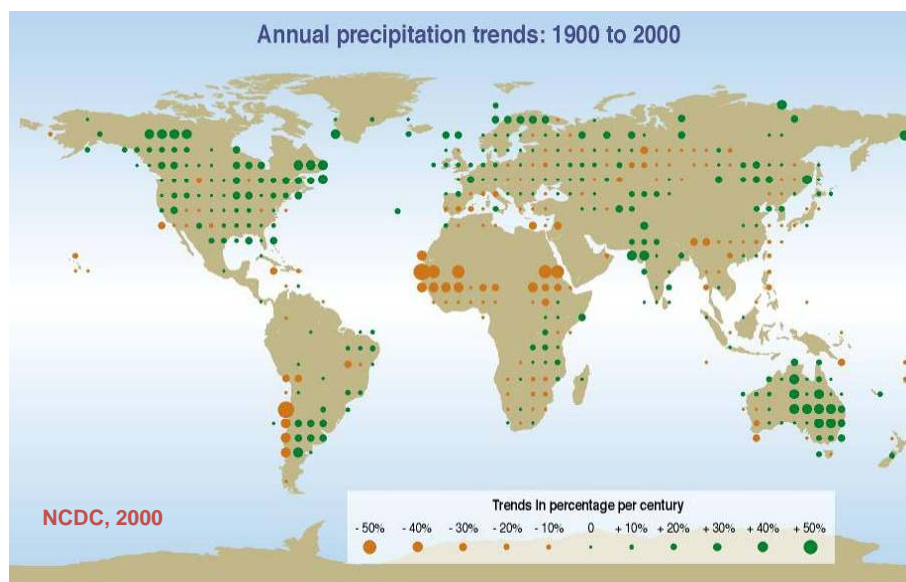 Annual precipitation trends: 1900 to 2000
NCDC, 2000
Trends in percentage per century
- 50% - 40% - 30% - 20% - 10% 0 + 10% + 20% + 30% + 40% + 50%